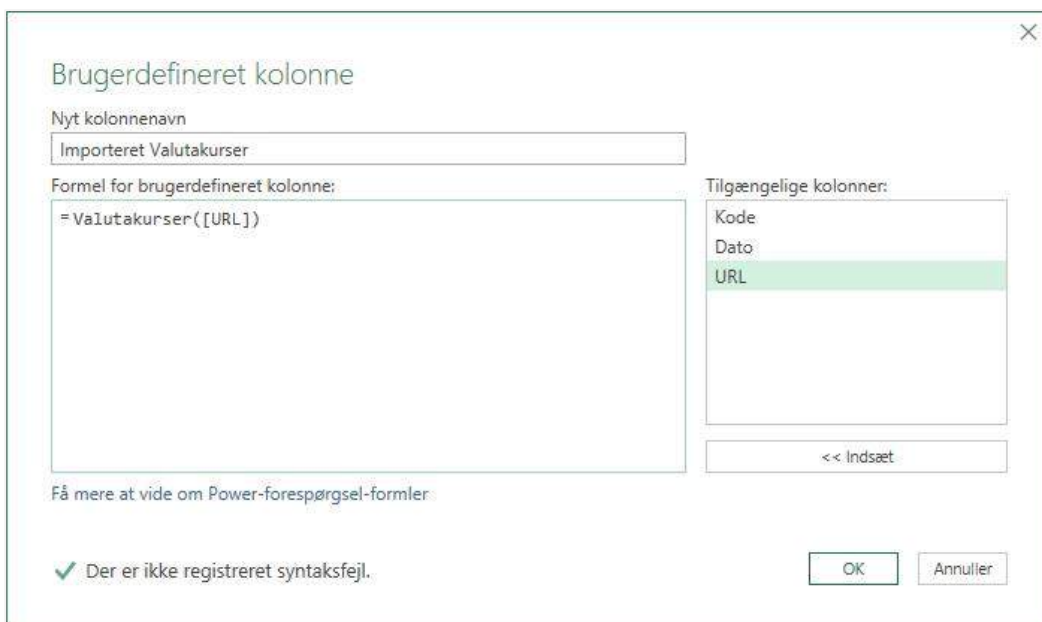 Brugerdefineret kolonne
Nyt kolonnenavn
Importeret Valutakurser
Formel for brugerdefineret kolonne:
=Valutakurser([URL])
Tilgængelige kolonner:
Kode
Dato
URL
<< Indsæt
Få mere at vide om Power-forespørgsel-formler
Der er ikke registreret syntaksfejl.
OK
Annuller